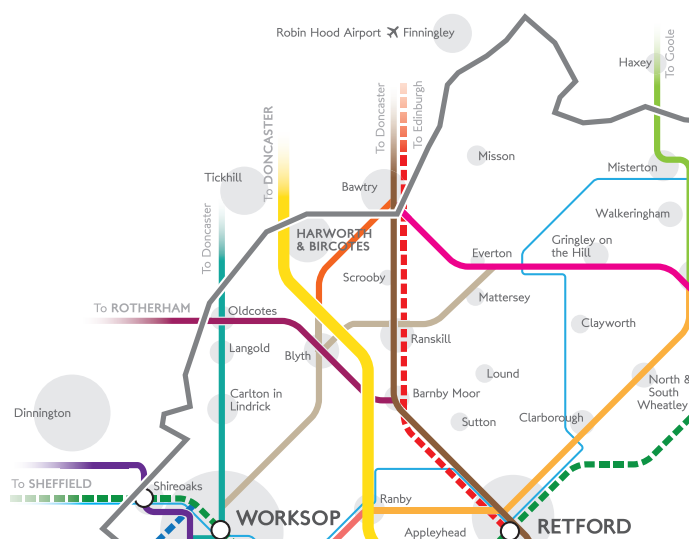 Robin Hood Airport Finningley
Haxey
To Goole
To Doncaster
To Edinburgh
To DONCASTER
Misson
Misterton
Tickhill
Bawtry
Walkeringham
To Doncaster
HARWORTH
& BIRCOTES
Gringley on
the Hill
Everton
Scrooby
Mattersey
To ROTHERHAM
Oldcotes
Clayworth
Ranskill
Langold
Blyth
Lound
North &
South
Wheatley
Carlton in
Lindrick
Barnby Moor
Dinnington
Sutton
Clarborough
To SHEFFIELD
Shireoaks
Ranby
WORKSOP
Appleyhead
RETFORD